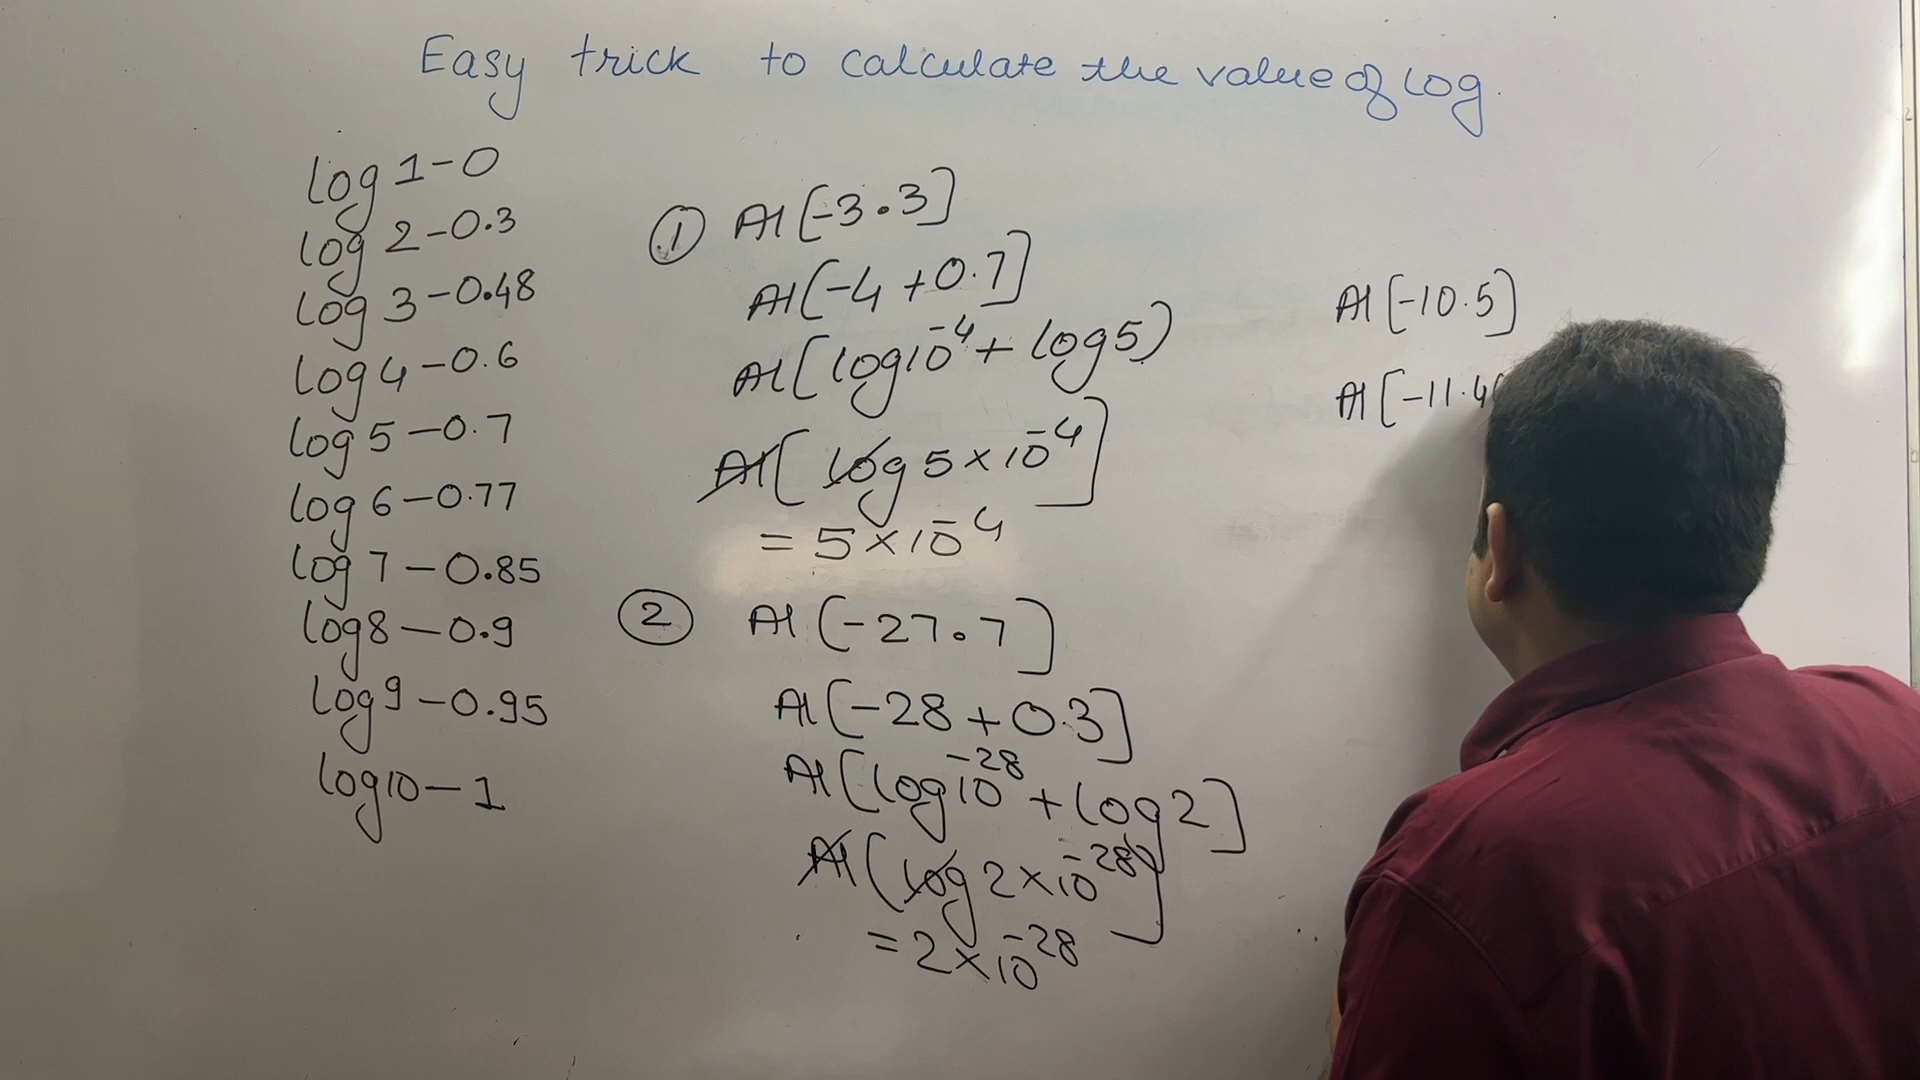 Easy trick to calculate the value of log.
log 1 - 0
log 2 - 0.3
log 3 - 0.48
log 4 - 0.6
log 5 - 0.7
log 6 - 0.77
log 7 - 0.85
log 8 - 0.9
log 9 - 0.95
log 10 - 1
① Al [-3.3]
Al [-4 + 0.7]
Al [log 10⁻⁴ + log 5)
Al [log 5 × 10⁻⁴]
= 5 × 10⁻⁴
② Al [-27.7]
Al [-28 + 0.3]
Al [log 10⁻²⁸ + log 2]
Al [log 2 × 10⁻²⁸]
= 2 × 10⁻²⁸
Al [-10.5]
Al [-11.4